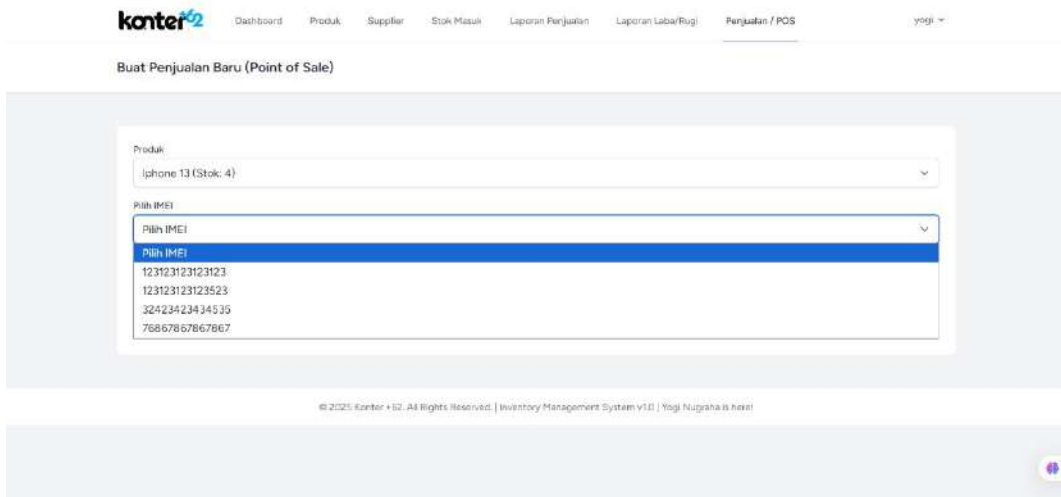 konter+62 Dashboard Produk Supplier Stok Masuk Laporan Penjualan Laporan Laba/Rugi Penjualan / POS yogi
Buat Penjualan Baru (Point of Sale)
Produk
Iphone 13 (Stok: 4)
Pilih IMEI
Pilih IMEI
Pilih IMEI
123123123123123
123123123123523
32423423434535
76867867867867
© 2025 Konter +62. All Rights Reserved. | Inventory Management System v1.0 | Yogi Nugraha is here!